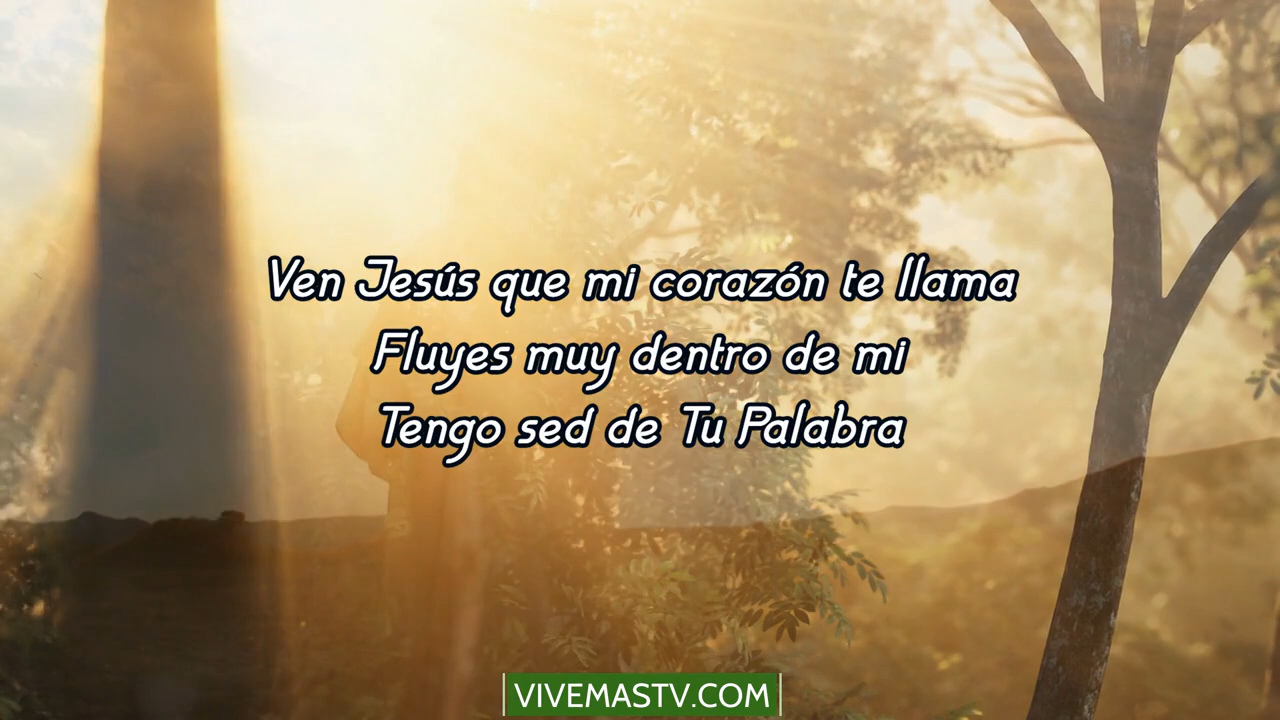 Ven Jesús que mi corazón te llama
Fluyes muy dentro de mi
Tengo sed de Tu Palabra
VIVEMASTV.COM